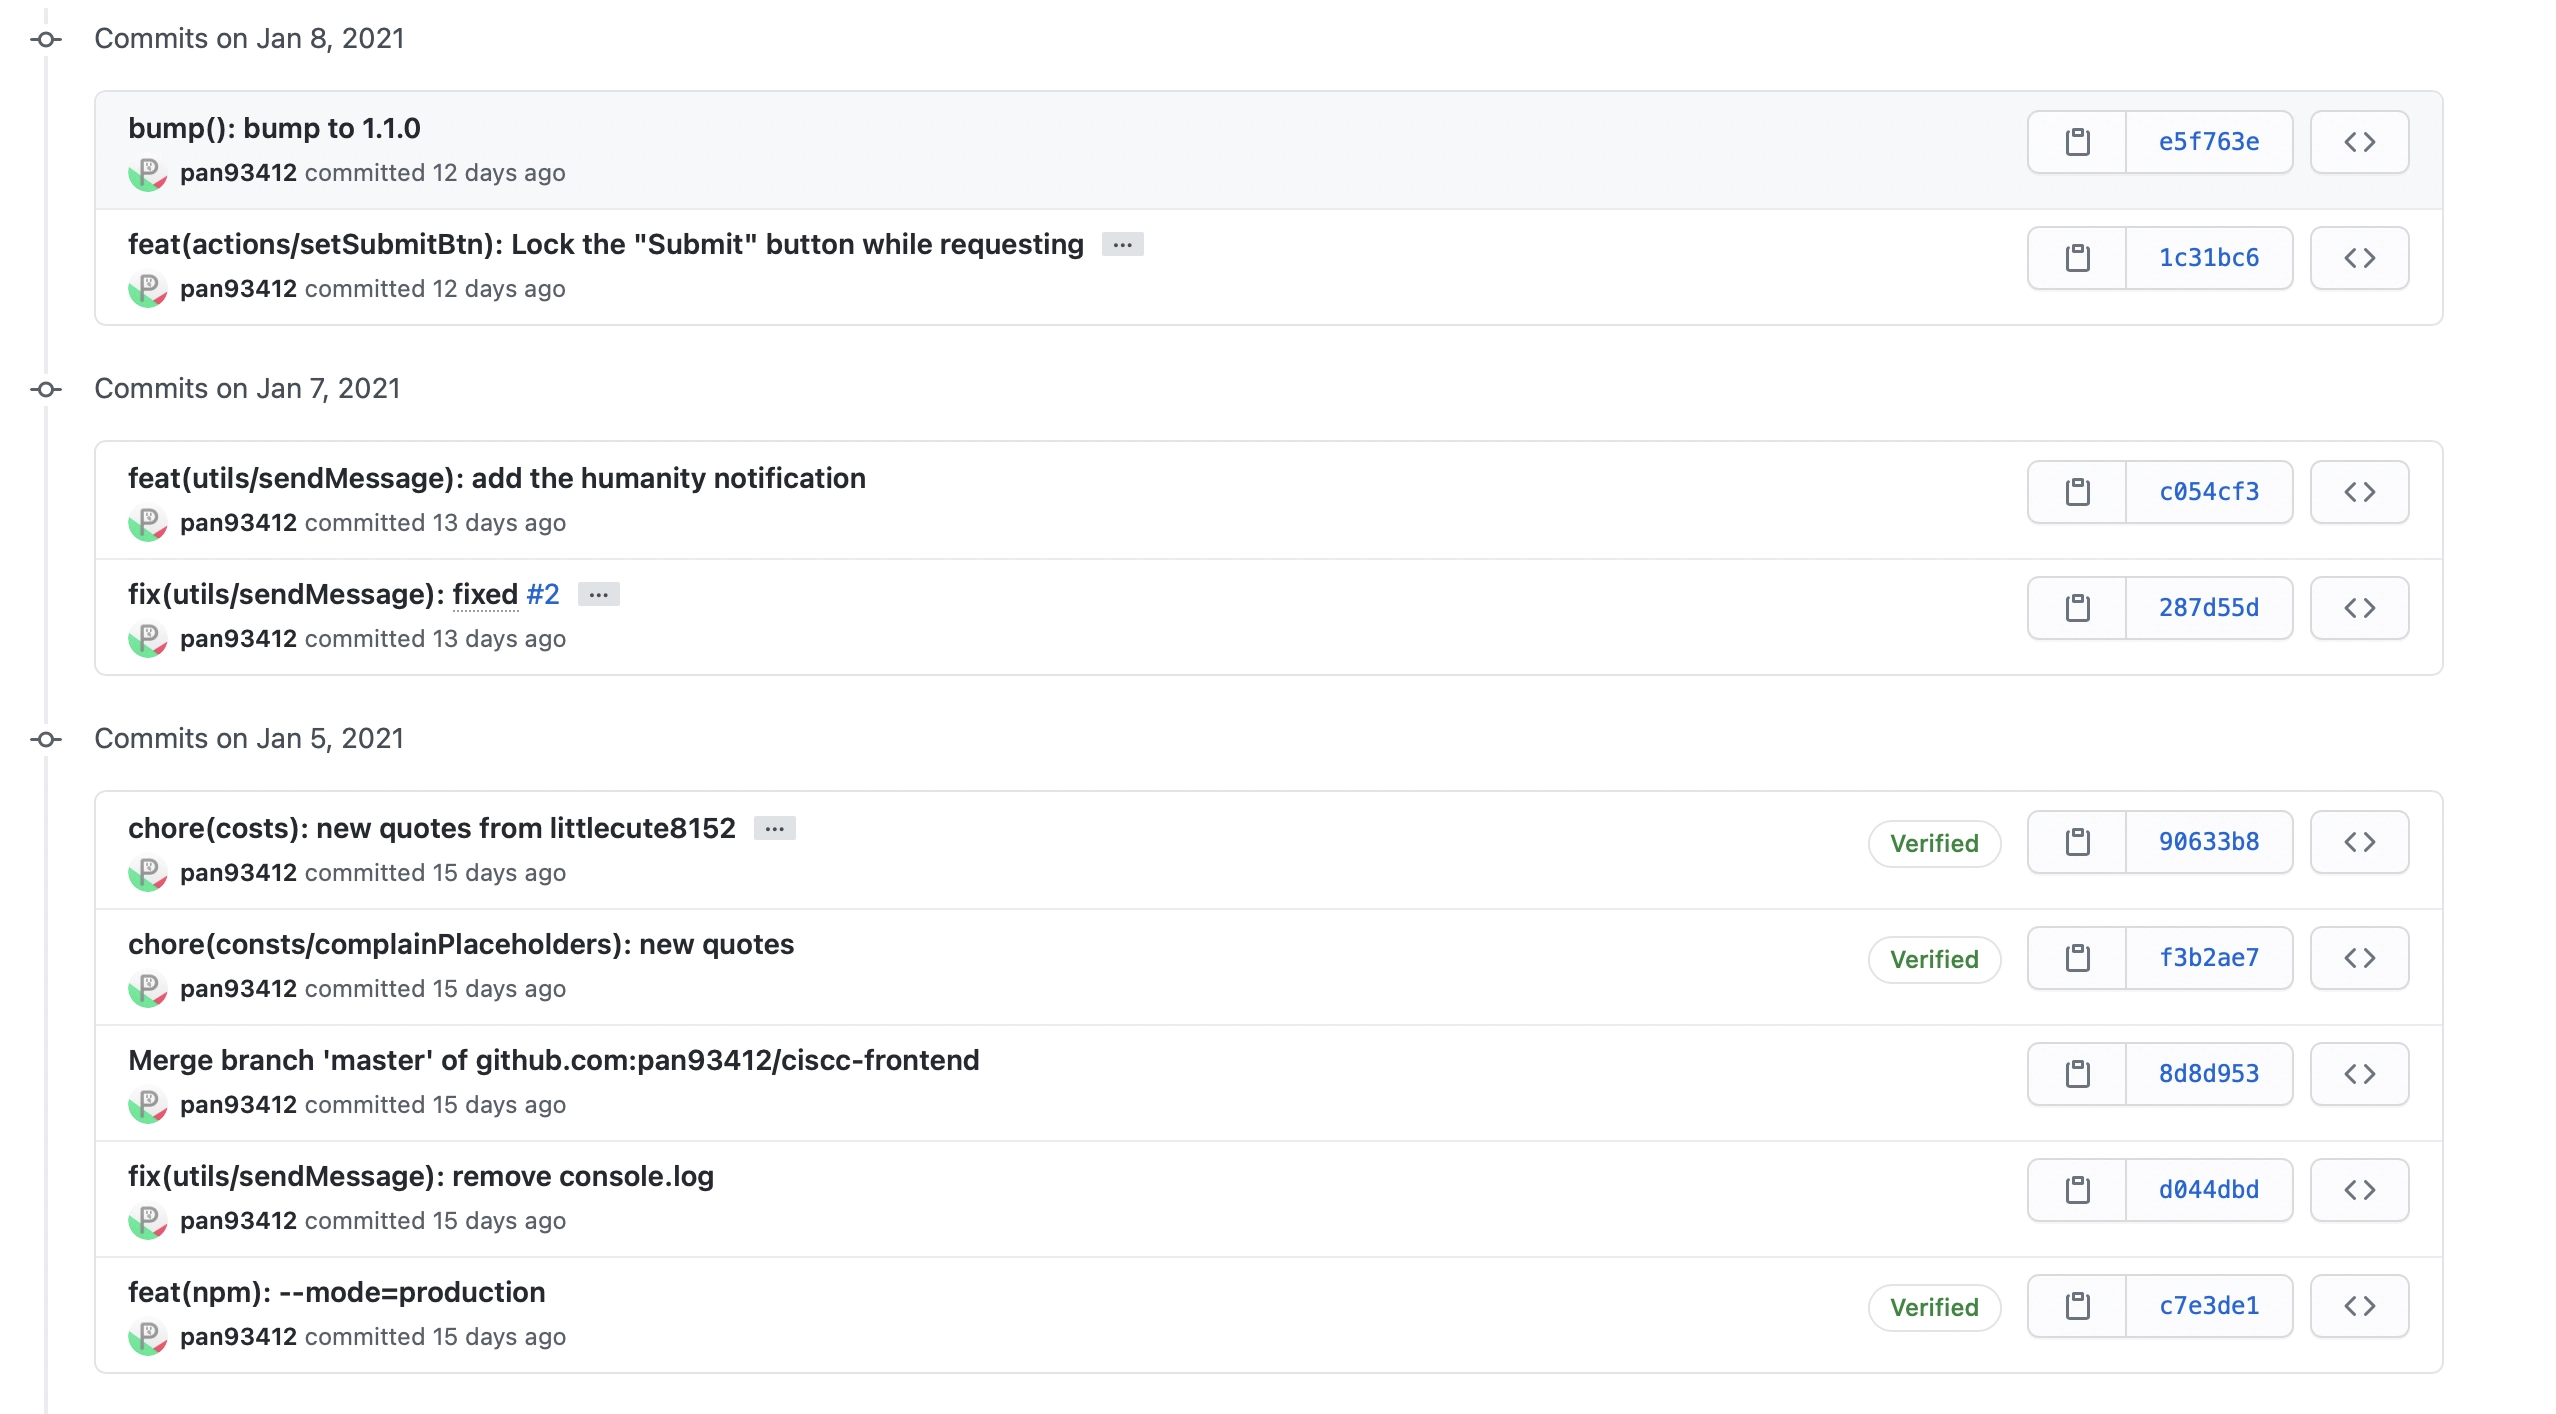 Commits on Jan 8, 2021
bump(): bump to 1.1.0
pan93412 committed 12 days ago
e5f763e
feat(actions/setSubmitBtn): Lock the "Submit" button while requesting ...
pan93412 committed 12 days ago
1c31bc6
Commits on Jan 7, 2021
feat(utils/sendMessage): add the humanity notification
pan93412 committed 13 days ago
c054cf3
fix(utils/sendMessage): fixed #2 ...
pan93412 committed 13 days ago
287d55d
Commits on Jan 5, 2021
chore(costs): new quotes from littlecute8152 ...
pan93412 committed 15 days ago
Verified 90633b8
chore(consts/complainPlaceholders): new quotes
pan93412 committed 15 days ago
Verified f3b2ae7
Merge branch 'master' of github.com:pan93412/ciscc-frontend
pan93412 committed 15 days ago
8d8d953
fix(utils/sendMessage): remove console.log
pan93412 committed 15 days ago
d044dbd
feat(npm): --mode=production
pan93412 committed 15 days ago
Verified c7e3de1